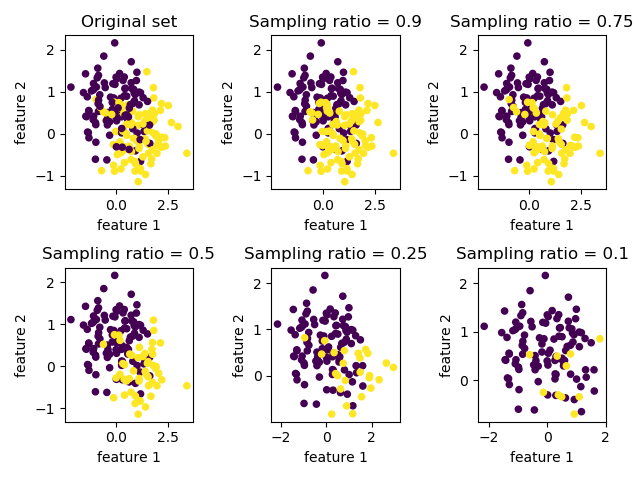 Original set
Sampling ratio = 0.9
Sampling ratio = 0.75
2
1
0
−1
feature 2
0.0
2.5
feature 1
2
1
0
−1
feature 2
0.0
2.5
feature 1
2
1
0
−1
feature 2
0.0
2.5
feature 1
Sampling ratio = 0.5
Sampling ratio = 0.25
Sampling ratio = 0.1
2
1
0
−1
feature 2
0.0
2.5
feature 1
2
1
0
feature 2
−2
0
2
feature 1
2
1
0
feature 2
−2
0
2
feature 1